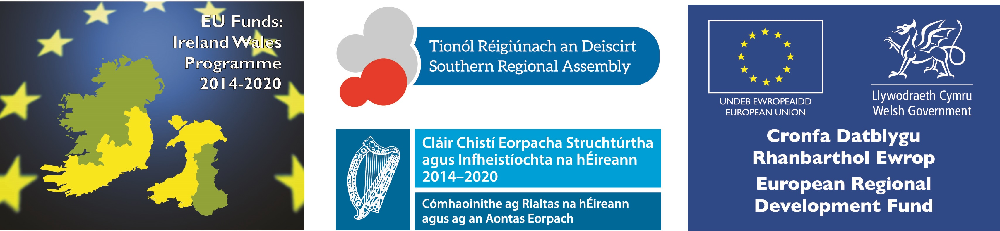 EU Funds:
Ireland Wales
Programme
2014-2020
Tionól Réigiúnach an Deiscirt
Southern Regional Assembly
Cláir Chistí Eorpacha Struchtúrtha
agus Infheistíochta na hÉireann
2014–2020
Cómhaoinithe ag Rialtas na hÉireann
agus ag an Aontas Eorpach
UNDEB EWROPEAIDD
EUROPEAN UNION
Llywodraeth Cymru
Welsh Government
Cronfa Datblygu
Rhanbarthol Ewrop
European Regional
Development Fund